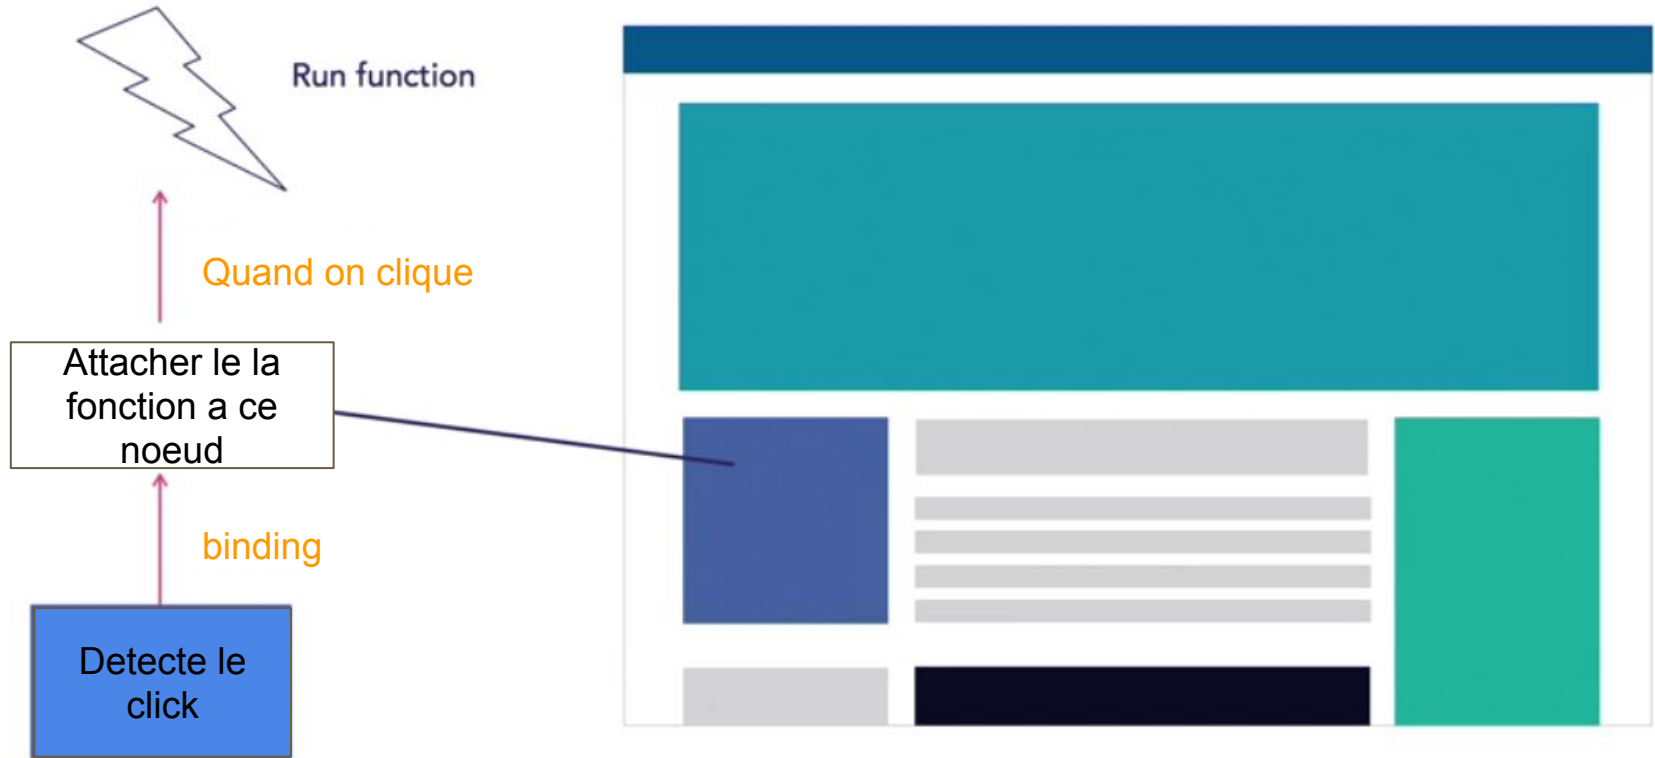 Run function
Quand on clique
Attacher le la
fonction a ce
noeud
binding
Detecte le
click